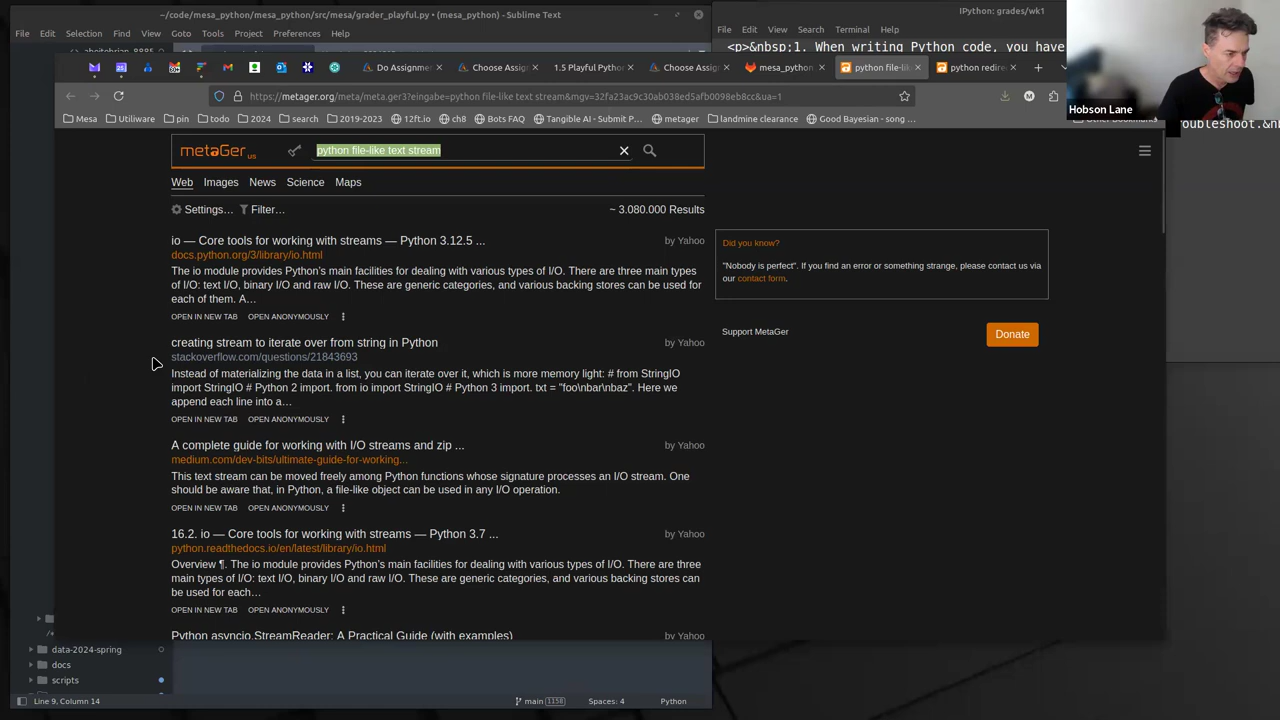 ~/code/mesa_python/mesa_python/src/mesa/grader_playful.py • (mesa_python) - Sublime Text
IPython: grades/wk1
File Edit Selection Find View Goto Tools Project Preferences Help
File Edit View Search Terminal Help
<p>&nbsp;1. When writing Python code, you have
Do Assignmen
Choose Assig
1.5 Playful Pytho
Choose Assig
mesa_python
python file-lik
python redire
https://metager.org/meta/meta.ger3?eingabe=python file-like text stream&mgv=32fa23ac9c30ab038ed5afb0098eb8cc&ua=1
Hobson Lane
Mesa Utiliware pin todo 2024 search 2019-21F3 12ft.io ch8 Bots FAQ Tangible AI - Submit P... metager landmine clearance Good Bayesian - song ...
Other Bookmarks
troubleshoot.&n
metaGer us
python file-like text stream
Web Images News Science Maps
Settings... Filter...
~ 3.080.000 Results
io — Core tools for working with streams — Python 3.12.5 ...
by Yahoo
docs.python.org/3/library/io.html
The io module provides Python's main facilities for dealing with various types of I/O. There are three main
types of I/O: text I/O, binary I/O and raw I/O. These are generic categories, and various backing stores can be used for
each of them. A...
OPEN IN NEW TAB OPEN ANONYMOUSLY
Did you know?
"Nobody is perfect". If you find an error or something strange, please contact us via
our contact form.
Support MetaGer
Donate
creating stream to iterate over from string in Python
by Yahoo
stackoverflow.com/questions/21843693
Instead of materializing the data in a list, you can iterate over it, which is more memory light: # from StringIO
import StringIO # Python 2 import. from io import StringIO # Python 3 import. txt = "foo\nbar\nbaz". Here we
append each line into a...
OPEN IN NEW TAB OPEN ANONYMOUSLY
A complete guide for working with I/O streams and zip ...
by Yahoo
medium.com/dev-bits/ultimate-guide-for-working...
This text stream can be moved freely among Python functions whose signature processes an I/O stream. One
should be aware that, in Python, a file-like object can be used in any I/O operation.
OPEN IN NEW TAB OPEN ANONYMOUSLY
16.2. io — Core tools for working with streams — Python 3.7 ...
by Yahoo
python.readthedocs.io/en/latest/library/io.html
Overview ¶. The io module provides Python's main facilities for dealing with various types of I/O. There are three
main types of I/O: text I/O, binary I/O and raw I/O. These are generic categories, and various backing stores can
be used for each...
OPEN IN NEW TAB OPEN ANONYMOUSLY
Python asyncio.StreamReader: A Practical Guide (with examples)
by Yahoo
data-2024-spring
docs
scripts
Line 9, Column 14
main 1158
Spaces: 4
Python